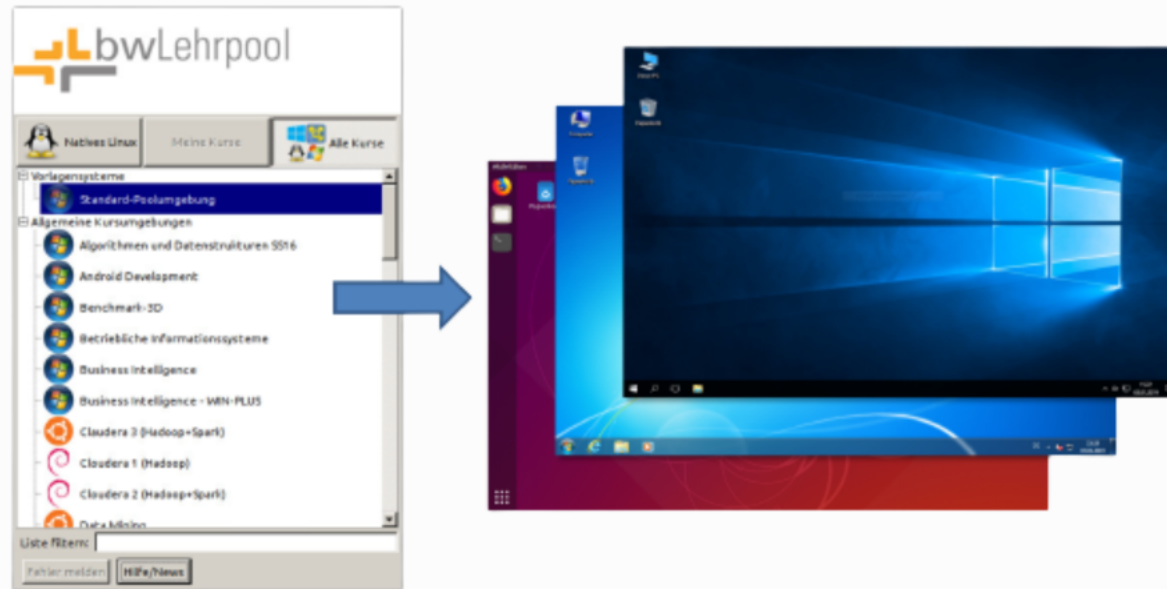 bwLehrpool
Natives Linux
Meine Kurse
Alle Kurse
Vorlagensysteme
Standard-Poolumgebung
Allgemeine Kursumgebungen
Algorithmen und Datenstrukturen SS16
Android Development
Benchmark-3D
Betriebliche Informationssysteme
Business Intelligence
Business Intelligence - WIN-PLUS
Cloudera 3 (Hadoop+Spark)
Cloudera 1 (Hadoop)
Cloudera 2 (Hadoop+Spark)
Data Mining
Liste filtern:
Fehler melden
Hilfe/News